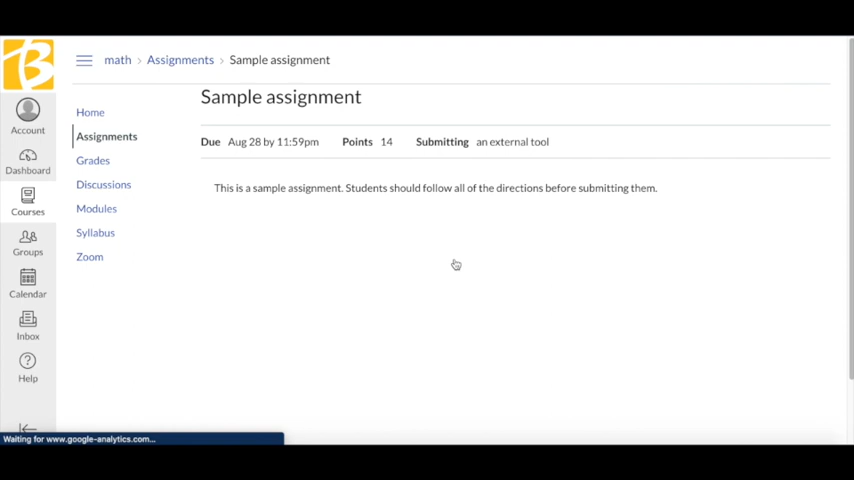 B
math > Assignments > Sample assignment
Sample assignment
Due Aug 28 by 11:59pm Points 14 Submitting an external tool
This is a sample assignment. Students should follow all of the directions before submitting them.
Home
Assignments
Grades
Discussions
Modules
Syllabus
Zoom
Account
Dashboard
Courses
Groups
Calendar
Inbox
Help
Waiting for www.google-analytics.com...